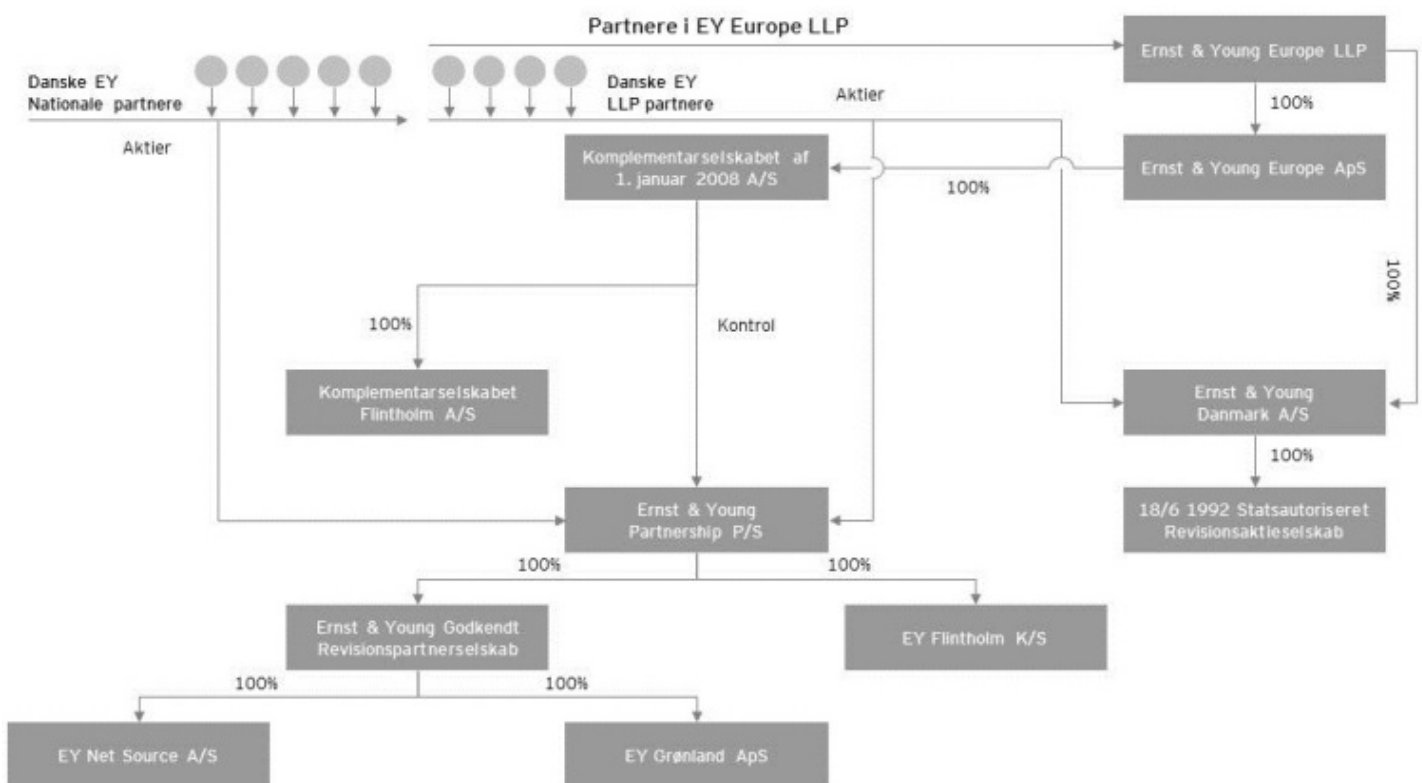 Partnere i EY Europe LLP
Ernst & Young Europe LLP
Danske EY
Nationale partnere
Danske EY
LLP partnere
Aktier
100%
Aktier
Komplementarselskabet af
1. januar 2008 A/S
100%
Ernst & Young Europe ApS
100%
100%
Kontrol
Komplementarselskabet
Flintholm A/S
Ernst & Young
Danmark A/S
100%
Ernst & Young
Partnership P/S
18/6 1992 Statsautoriseret
Revisionsaktieselskab
100%
100%
Ernst & Young Godkendt
Revisionspartnerselskab
EY Flintholm K/S
100%
100%
EY Net Source A/S
EY Grønland ApS